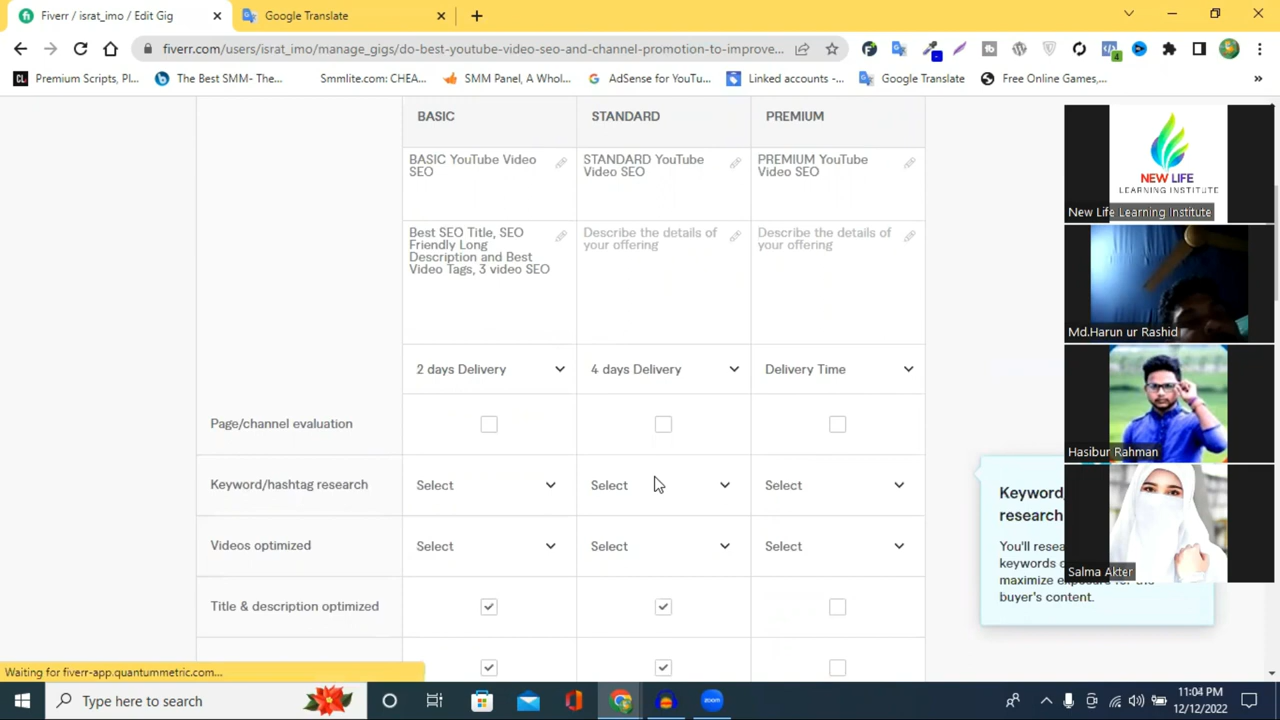 Fiverr / israt_imo / Edit Gig
Google Translate
fiverr.com/users/israt_imo/manage_gigs/do-best-youtube-video-seo-and-channel-promotion-to-improve...
4
CL Premium Scripts, Pl...
The Best SMM- The...
Smmlite.com: CHEA...
SMM Panel, A Whol...
AdSense for YouTu...
Linked accounts -...
Google Translate
Free Online Games,...
»
BASIC
STANDARD
PREMIUM
BASIC YouTube Video
SEO
STANDARD YouTube
Video SEO
PREMIUM YouTube
Video SEO
Best SEO Title, SEO
Friendly Long
Description and Best
Video Tags, 3 video SEO
Describe the details of
your offering
Describe the details of
your offering
2 days Delivery
4 days Delivery
Delivery Time
Page/channel evaluation
Keyword/hashtag research
Select
Select
Select
Videos optimized
Select
Select
Select
Title & description optimized
Keyword/
research
You'll resea
keywords o
maximize exposure for the
buyer's content.
NEW LIFE
LEARNING INSTITUTE
New Life Learning Institute
Md.Harun ur Rashid
Hasibur Rahman
Salma Akter
Waiting for fiverr-app.quantummetric.com...
Type here to search
zoom
11:04 PM
12/12/2022